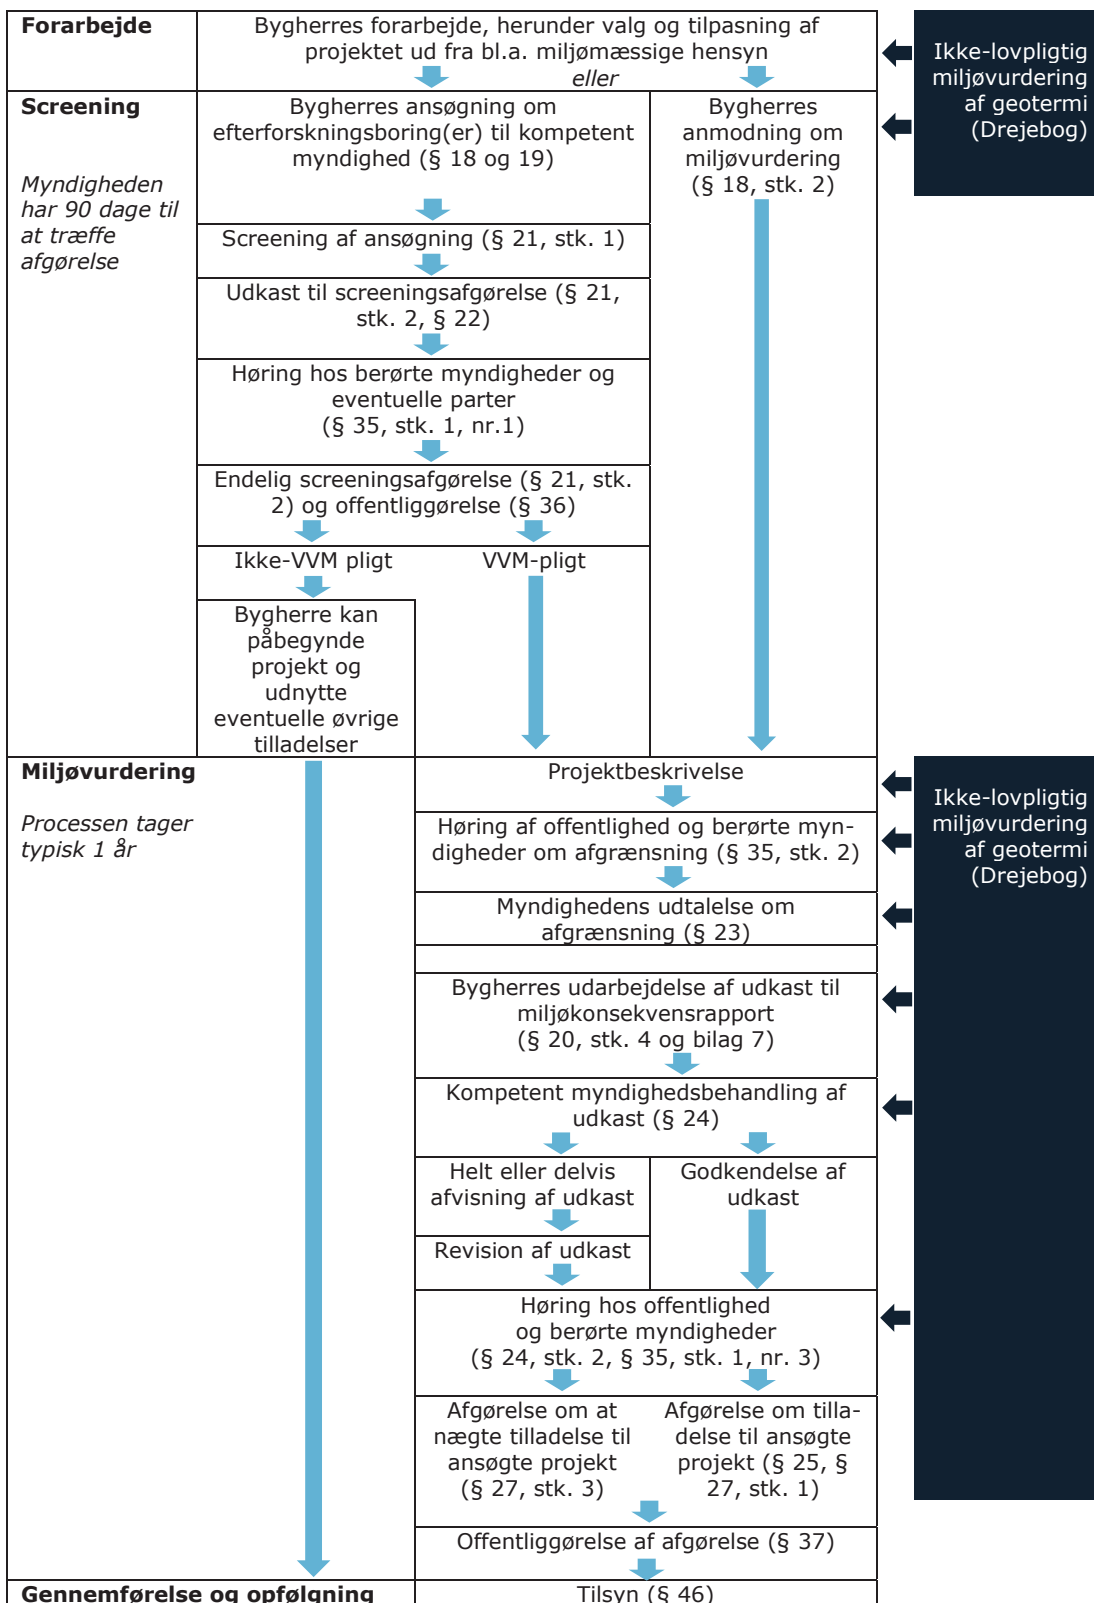 Forarbejde
Bygherres forarbejde, herunder valg og tilpasning af
projektet ud fra bl.a. miljømæssige hensyn
eller
Ikke-lovpligtig
miljøvurdering
af geotermi
(Drejebog)
Screening
Myndigheden
har 90 dage til
at træffe
afgørelse
Bygherres ansøgning om
efterforskningsboring(er) til kompetent
myndighed (§ 18 og 19)
Bygherres
anmodning om
miljøvurdering
(§ 18, stk. 2)
Screening af ansøgning (§ 21, stk. 1)
Udkast til screeningsafgørelse (§ 21,
stk. 2, § 22)
Høring hos berørte myndigheder og
eventuelle parter
(§ 35, stk. 1, nr.1)
Endelig screeningsafgørelse (§ 21, stk.
2) og offentliggørelse (§ 36)
Ikke-VVM pligt
VVM-pligt
Bygherre kan
påbegynde
projekt og
udnytte
eventuelle øvrige
tilladelser
Miljøvurdering
Processen tager
typisk 1 år
Projektbeskrivelse
Ikke-lovpligtig
miljøvurdering
af geotermi
(Drejebog)
Høring af offentlighed og berørte myn-
digheder om afgrænsning (§ 35, stk. 2)
Myndighedens udtalelse om
afgrænsning (§ 23)
Bygherres udarbejdelse af udkast til
miljøkonsekvensrapport
(§ 20, stk. 4 og bilag 7)
Kompetent myndighedsbehandling af
udkast (§ 24)
Helt eller delvis
afvisning af udkast
Godkendelse af
udkast
Revision af udkast
Høring hos offentlighed
og berørte myndigheder
(§ 24, stk. 2, § 35, stk. 1, nr. 3)
Afgørelse om at
nægte tilladelse til
ansøgte projekt
(§ 27, stk. 3)
Afgørelse om tilla-
delse til ansøgte
projekt (§ 25, §
27, stk. 1)
Offentliggørelse af afgørelse (§ 37)
Gennemførelse og opfølgning
Tilsyn (§ 46)